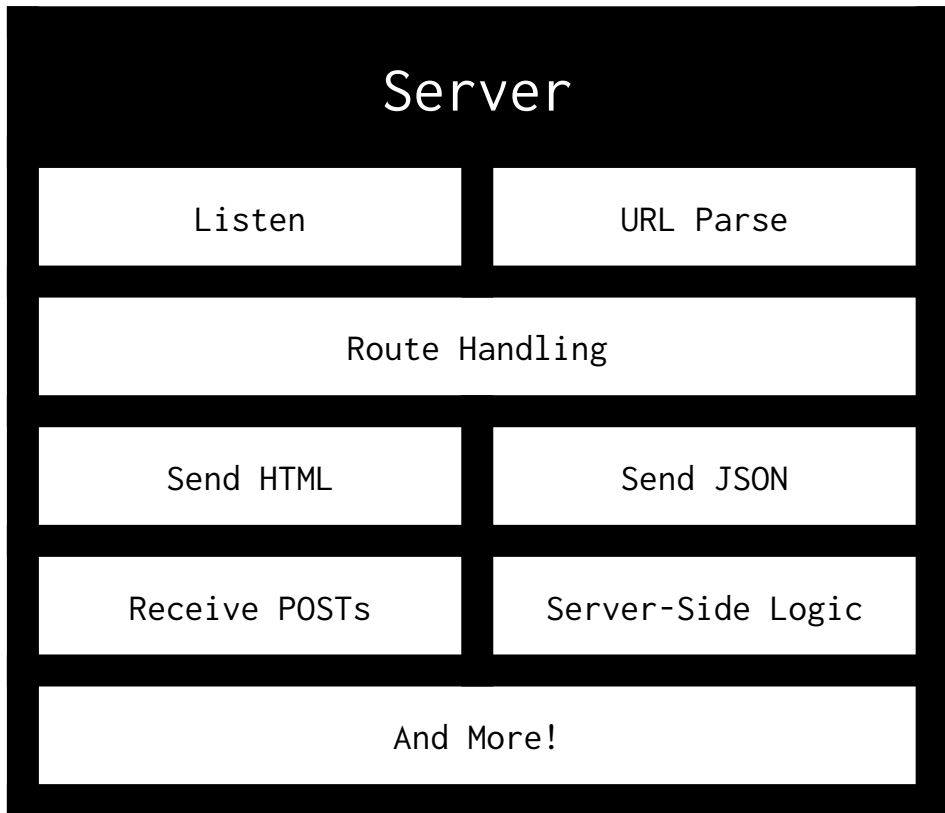 Server
Listen
URL Parse
Route Handling
Send HTML
Send JSON
Receive POSTs
Server-Side Logic
And More!